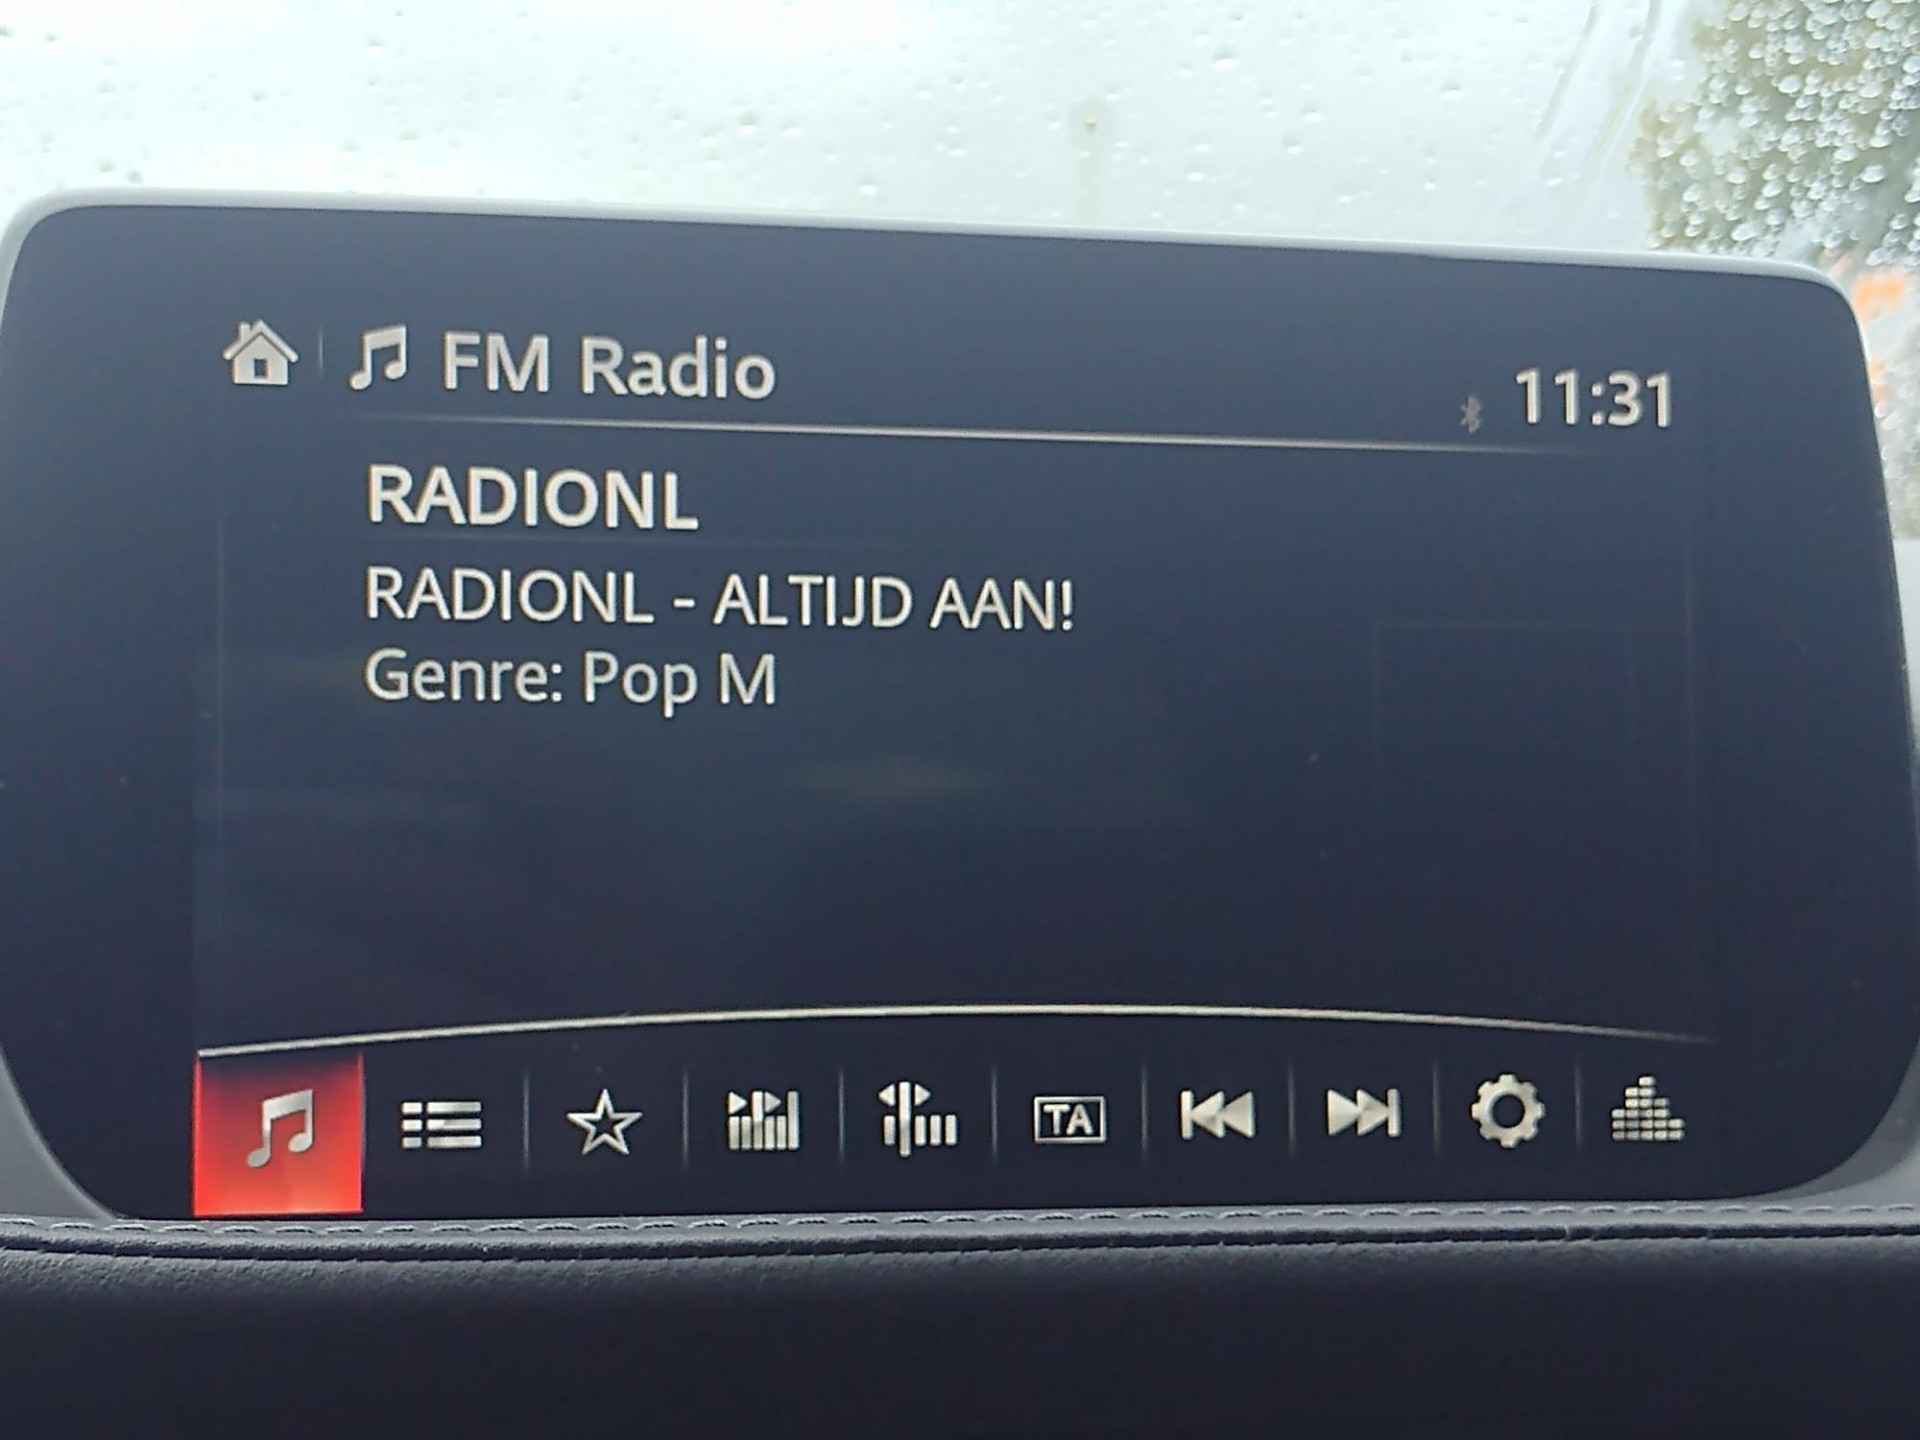 FM Radio 11:31
RADIONL
RADIONL - ALTIJD AAN!
Genre: Pop M
TA